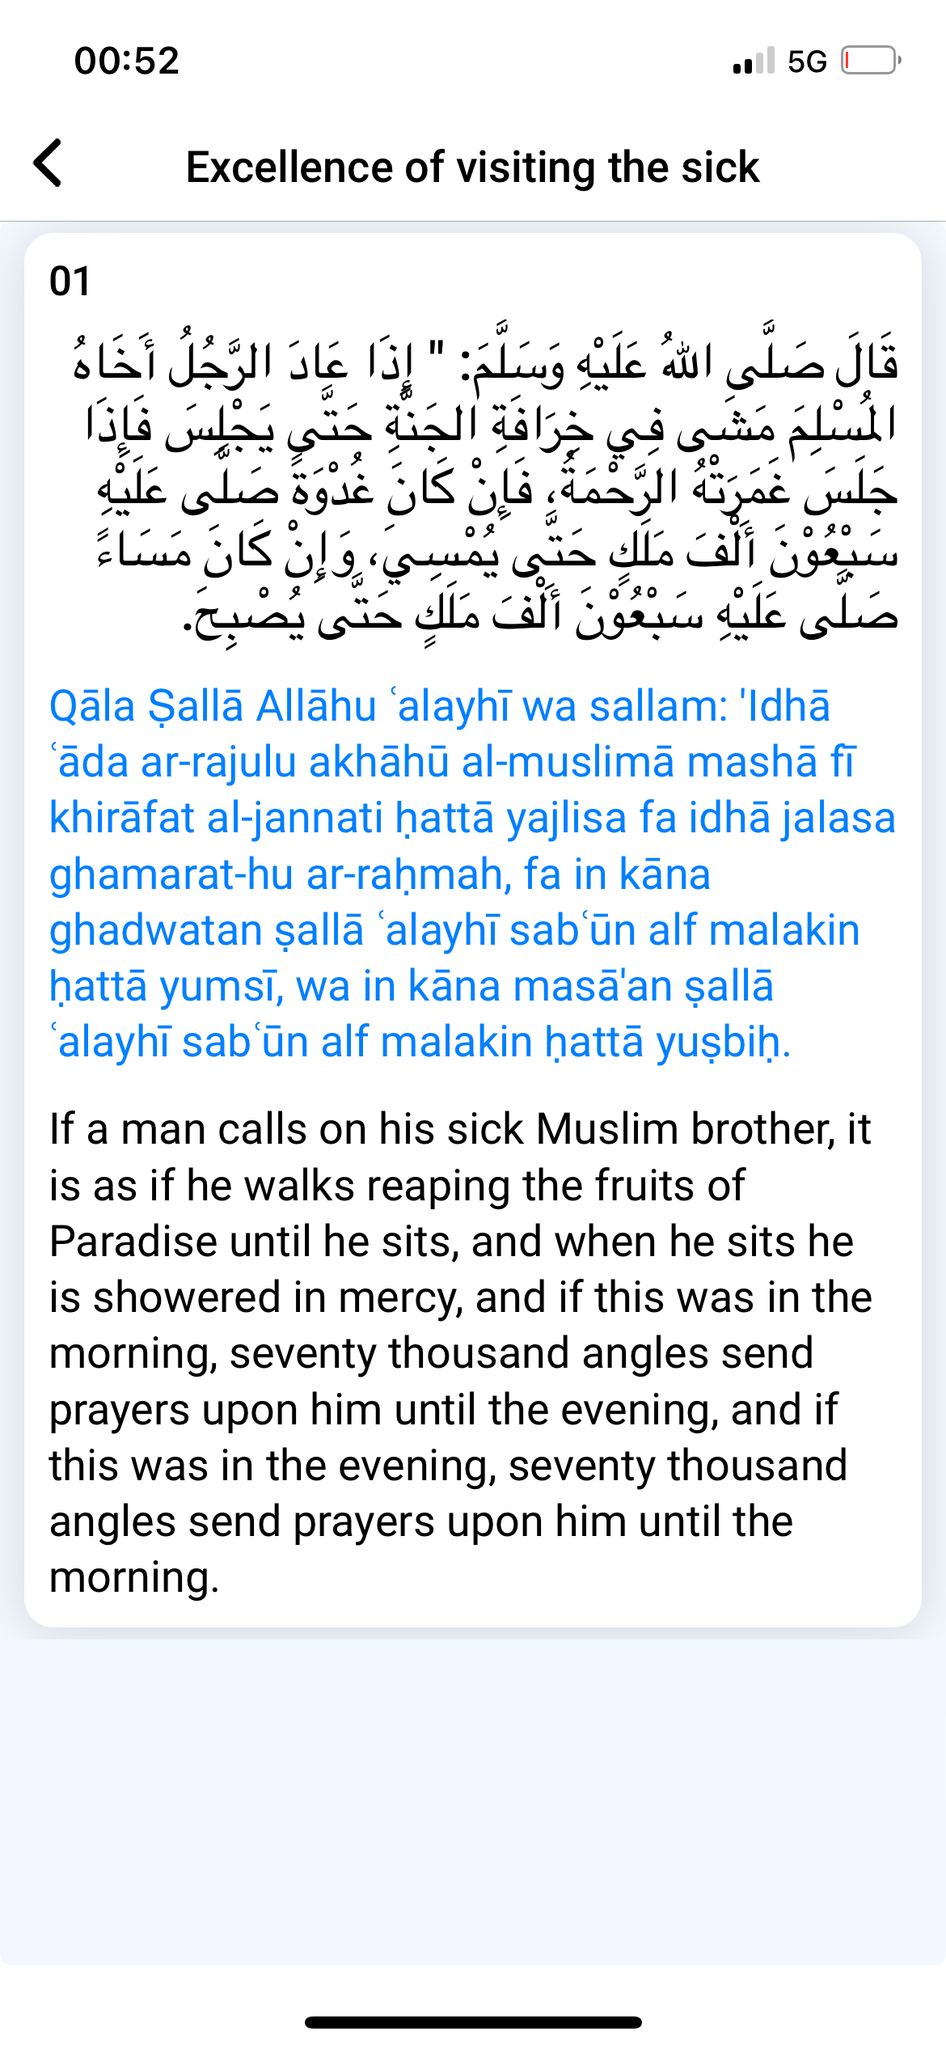 00:52
5G
Excellence of visiting the sick
01
قَالَ صَلَّى اللهُ عَلَيْهِ وَسَلَّمَ: " إِذَا عَادَ الرَّجُلُ أَخَاهُ
المُسْلِمَ مَشَى فِي خِرَافَةِ الجَنَّةِ حَتَّى يَجْلِسَ فَإِذَا
جَلَسَ غَمَرَتْهُ الرَّحْمَةُ، فَإِنْ كَانَ غُدْوَةً صَلَّى عَلَيْهِ
سَبْعُوْنَ أَلْفَ مَلَكٍ حَتَّى يُمْسِيَ، وَإِنْ كَانَ مَسَاءً
صَلَّى عَلَيْهِ سَبْعُوْنَ أَلْفَ مَلَكٍ حَتَّى يُصْبِحَ.
Qāla Ṣallā Allāhu ʿalayhī wa sallam: 'Idhā
ʿāda ar-rajulu akhāhū al-muslimā mashā fī
khirāfat al-jannati ḥattā yajlisa fa idhā jalasa
ghamarat-hu ar-raḥmah, fa in kāna
ghadwatan ṣallā ʿalayhī sabʿūn alf malakin
ḥattā yumsī, wa in kāna masā'an ṣallā
ʿalayhī sabʿūn alf malakin ḥattā yuṣbiḥ.
If a man calls on his sick Muslim brother, it
is as if he walks reaping the fruits of
Paradise until he sits, and when he sits he
is showered in mercy, and if this was in the
morning, seventy thousand angles send
prayers upon him until the evening, and if
this was in the evening, seventy thousand
angles send prayers upon him until the
morning.